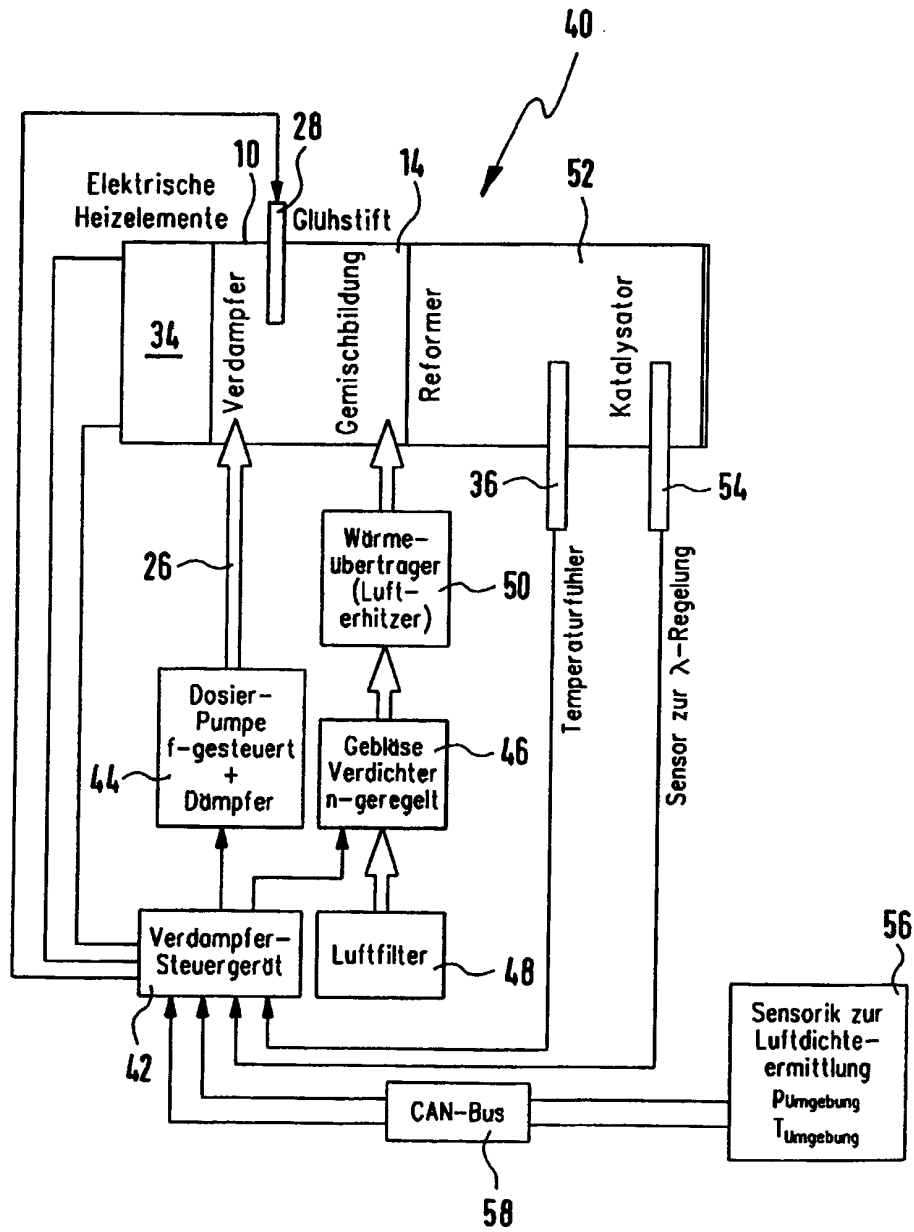 40
28
10
14
52
Elektrische
Heizelemente
Glühstift
34
Verdampfer
Gemischbildung
Reformer
Katalysator
36
54
26
Wärme-
übertrager
(Luft-
erhitzer)
50
Temperaturfühler
Sensor zur λ-Regelung
Dosier-
Pumpe
f-gesteuert
+
Dämpfer
44
Gebläse
Verdichter
n-geregelt
46
Verdampfer-
Steuergerät
42
Luftfilter
48
56
Sensorik zur
Luftdichte-
ermittlung
pUmgebung
TUmgebung
CAN-Bus
58